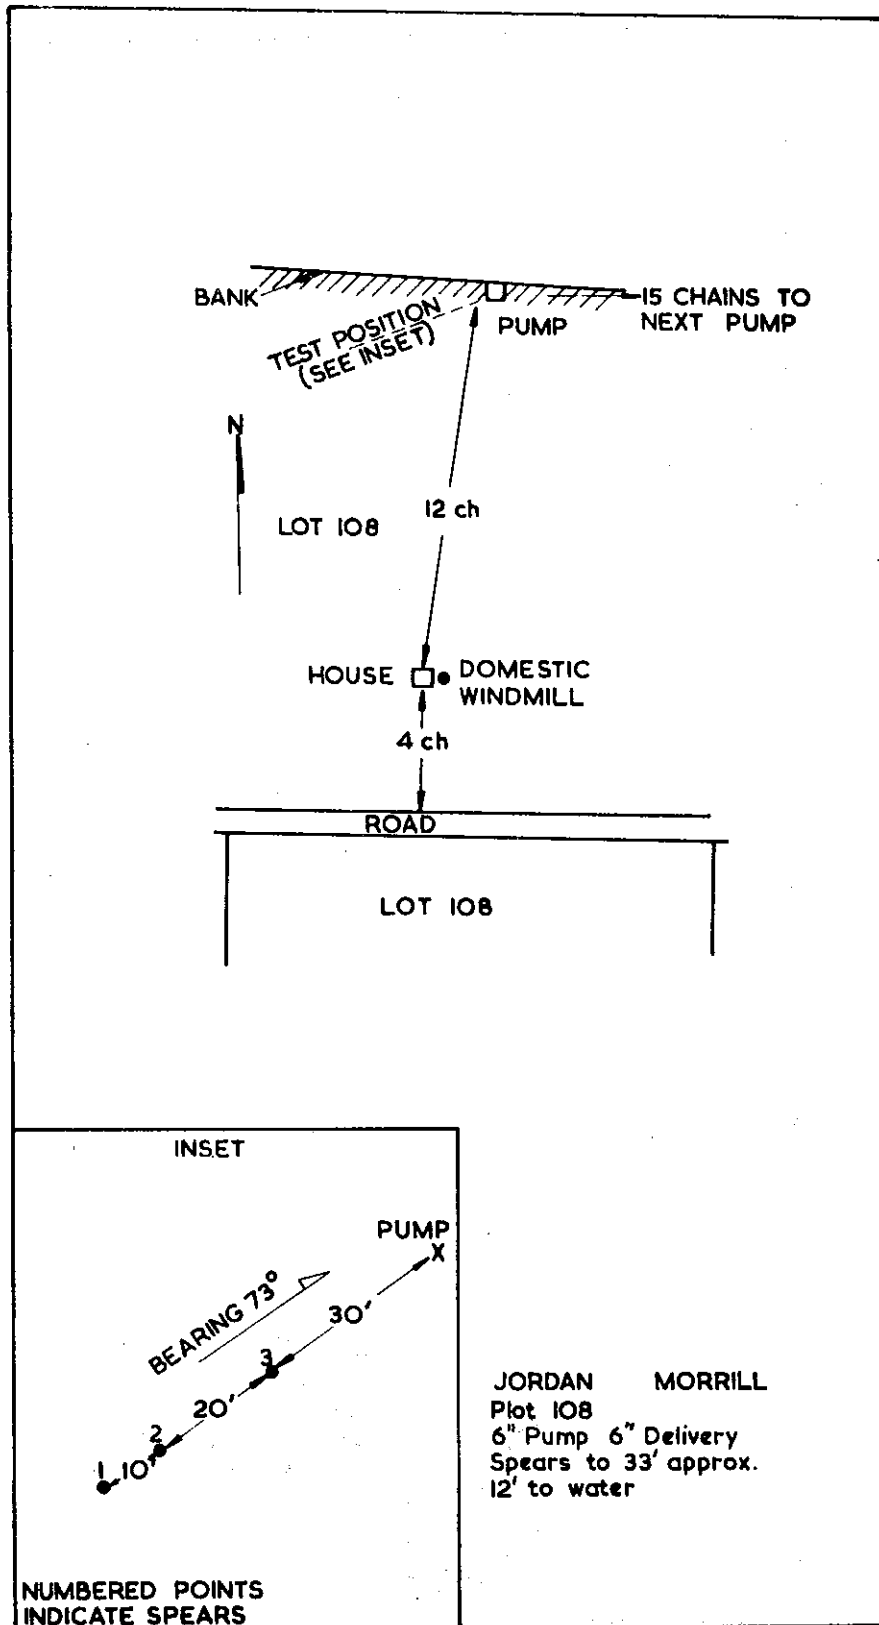 BANK
15 CHAINS TO
NEXT PUMP
PUMP
TEST POSITION
(SEE INSET)
N
12 ch
LOT 108
HOUSE
DOMESTIC
WINDMILL
4 ch
ROAD
LOT 108
INSET
PUMP
X
BEARING 73°
30'
3
20'
2
1
10'
NUMBERED POINTS
INDICATE SPEARS
JORDAN MORRILL
Plot 108
6" Pump 6" Delivery
Spears to 33' approx.
12' to water